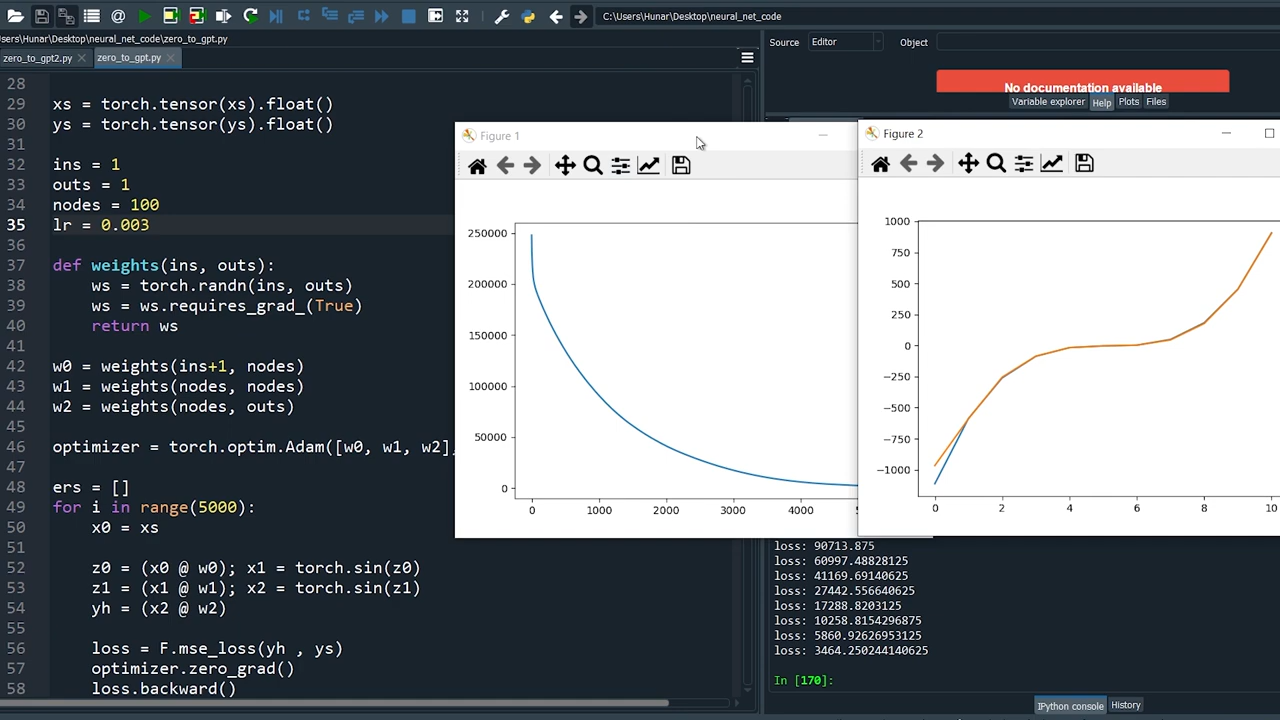 C:\Users\Hunar\Desktop\neural_net_code
sers\Hunar\Desktop\neural_net_code\zero_to_gpt.py
zero_to_gpt2.py
zero_to_gpt.py
Source Editor Object
No documentation available
Variable explorer Help Plots Files
28
29 xs = torch.tensor(xs).float()
30 ys = torch.tensor(ys).float()
31
32 ins = 1
33 outs = 1
34 nodes = 100
35 lr = 0.003
36
37 def weights(ins, outs):
38 ws = torch.randn(ins, outs)
39 ws = ws.requires_grad_(True)
40 return ws
41
42 w0 = weights(ins+1, nodes)
43 w1 = weights(nodes, nodes)
44 w2 = weights(nodes, outs)
45
46 optimizer = torch.optim.Adam([w0, w1, w2],
47
48 ers = []
49 for i in range(5000):
50 x0 = xs
51
52 z0 = (x0 @ w0); x1 = torch.sin(z0)
53 z1 = (x1 @ w1); x2 = torch.sin(z1)
54 yh = (x2 @ w2)
55
56 loss = F.mse_loss(yh , ys)
57 optimizer.zero_grad()
58 loss.backward()
Figure 1
250000
200000
150000
100000
50000
0
0 1000 2000 3000 4000
Figure 2
1000
750
500
250
0
−250
−500
−750
−1000
0 2 4 6 8 10
loss: 90713.875
loss: 60997.48828125
loss: 41169.69140625
loss: 27442.556640625
loss: 17288.8203125
loss: 10258.8154296875
loss: 5860.92626953125
loss: 3464.250244140625
In [170]:
IPython console History